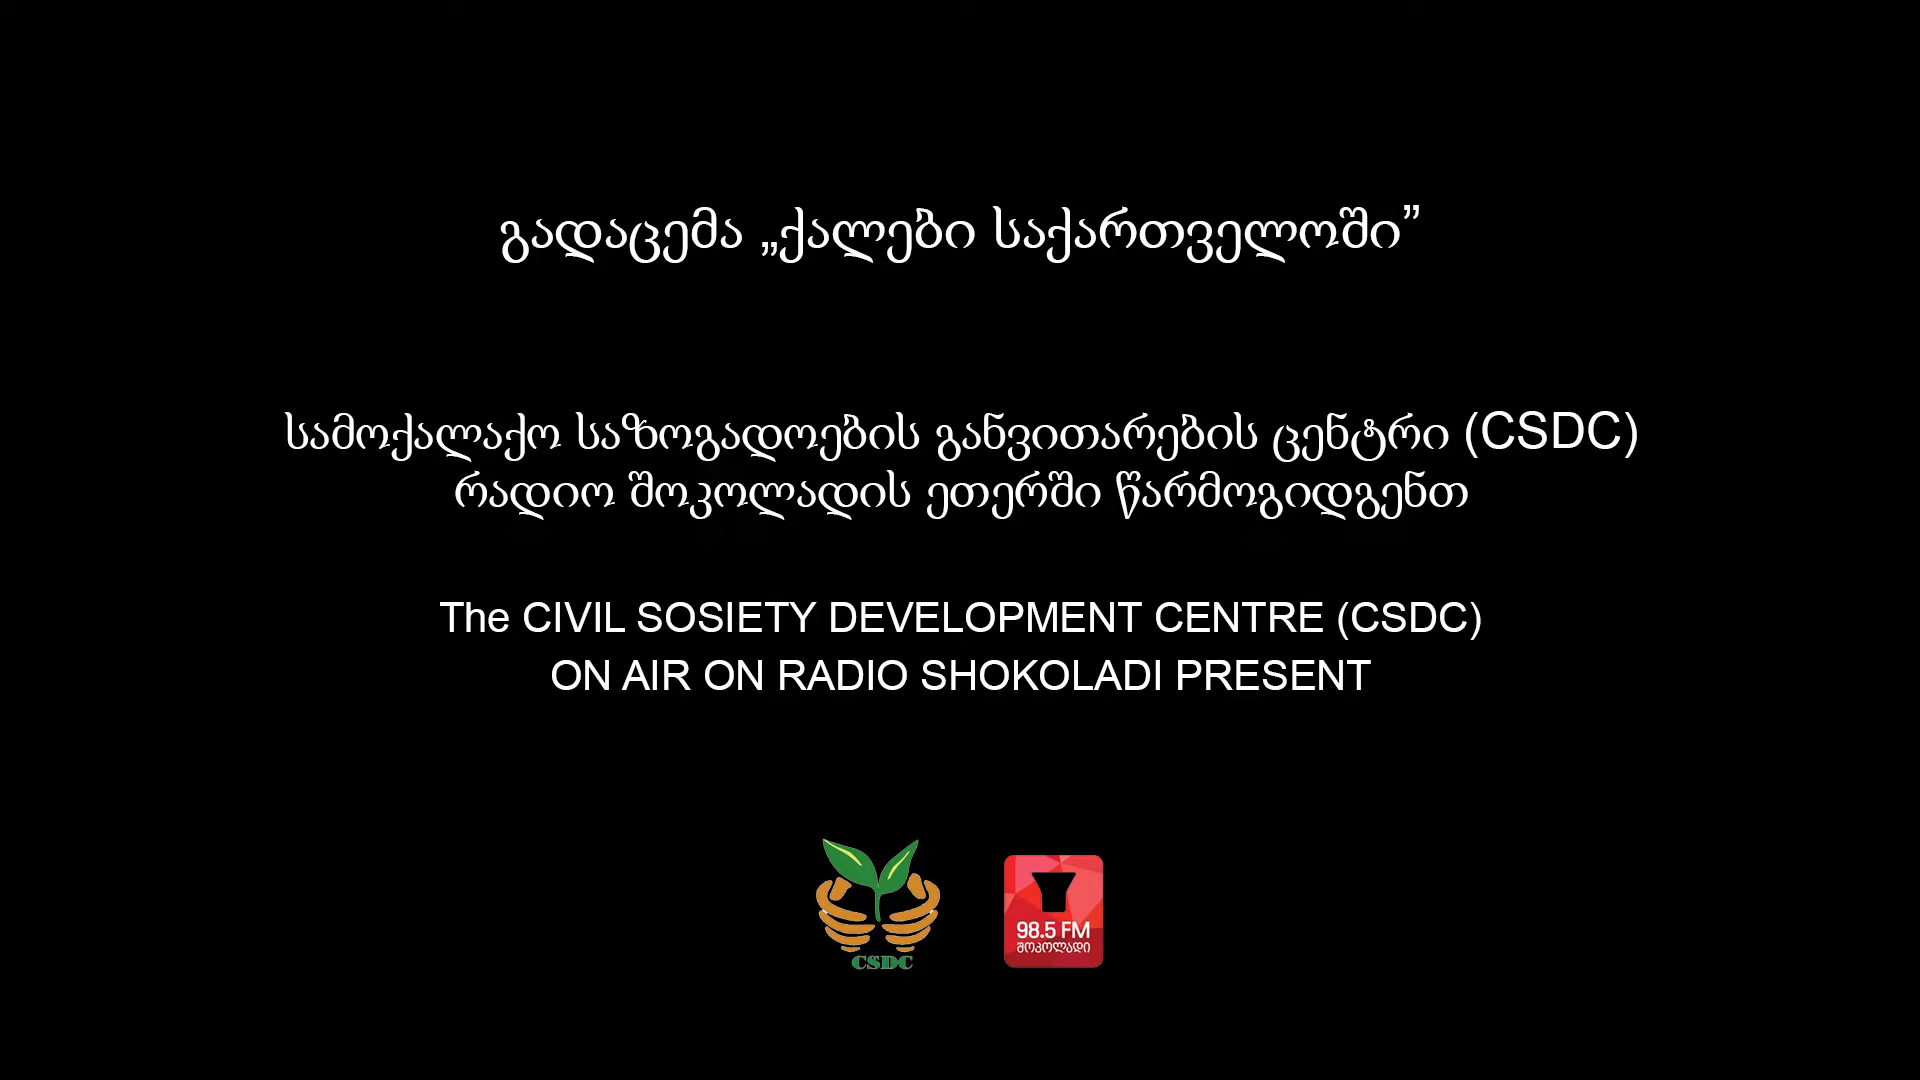 გადაცემა „ქალები საქართველოში”
სამოქალაქო საზოგადოების განვითარების ცენტრი (CSDC)
რადიო შოკოლადის ეთერში წარმოგიდგენთ
The CIVIL SOSIETY DEVELOPMENT CENTRE (CSDC)
ON AIR ON RADIO SHOKOLADI PRESENT
CSDC
98.5 FM
შოკოლადი